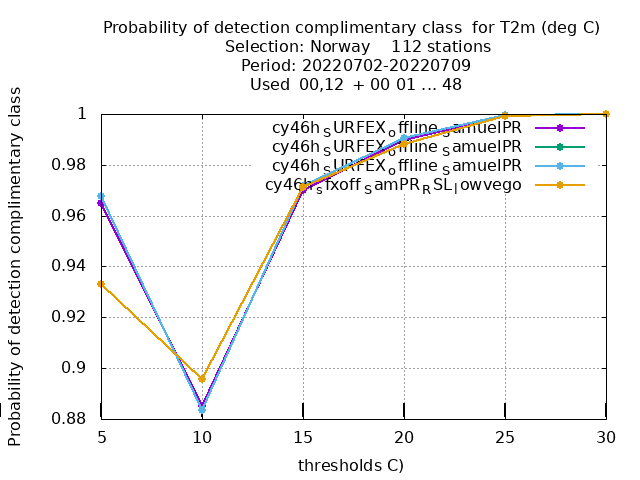 Probability of detection complimentary class for T2m (deg C)
Selection: Norway 112 stations
Period: 20220702-20220709
Used 00,12 + 00 01 ... 48
Probability of detection complimentary class
1
0.98
0.96
0.94
0.92
0.9
0.88
cy46h_SURFEX_offline_samuelPR
cy46h_SURFEX_offline_SamuelPR
cy46h_SURFEX_offline_SamuelPR
cy46h_sfxoff_SamPR_RSL_lowvego
5 10 15 20 25 30
thresholds C)